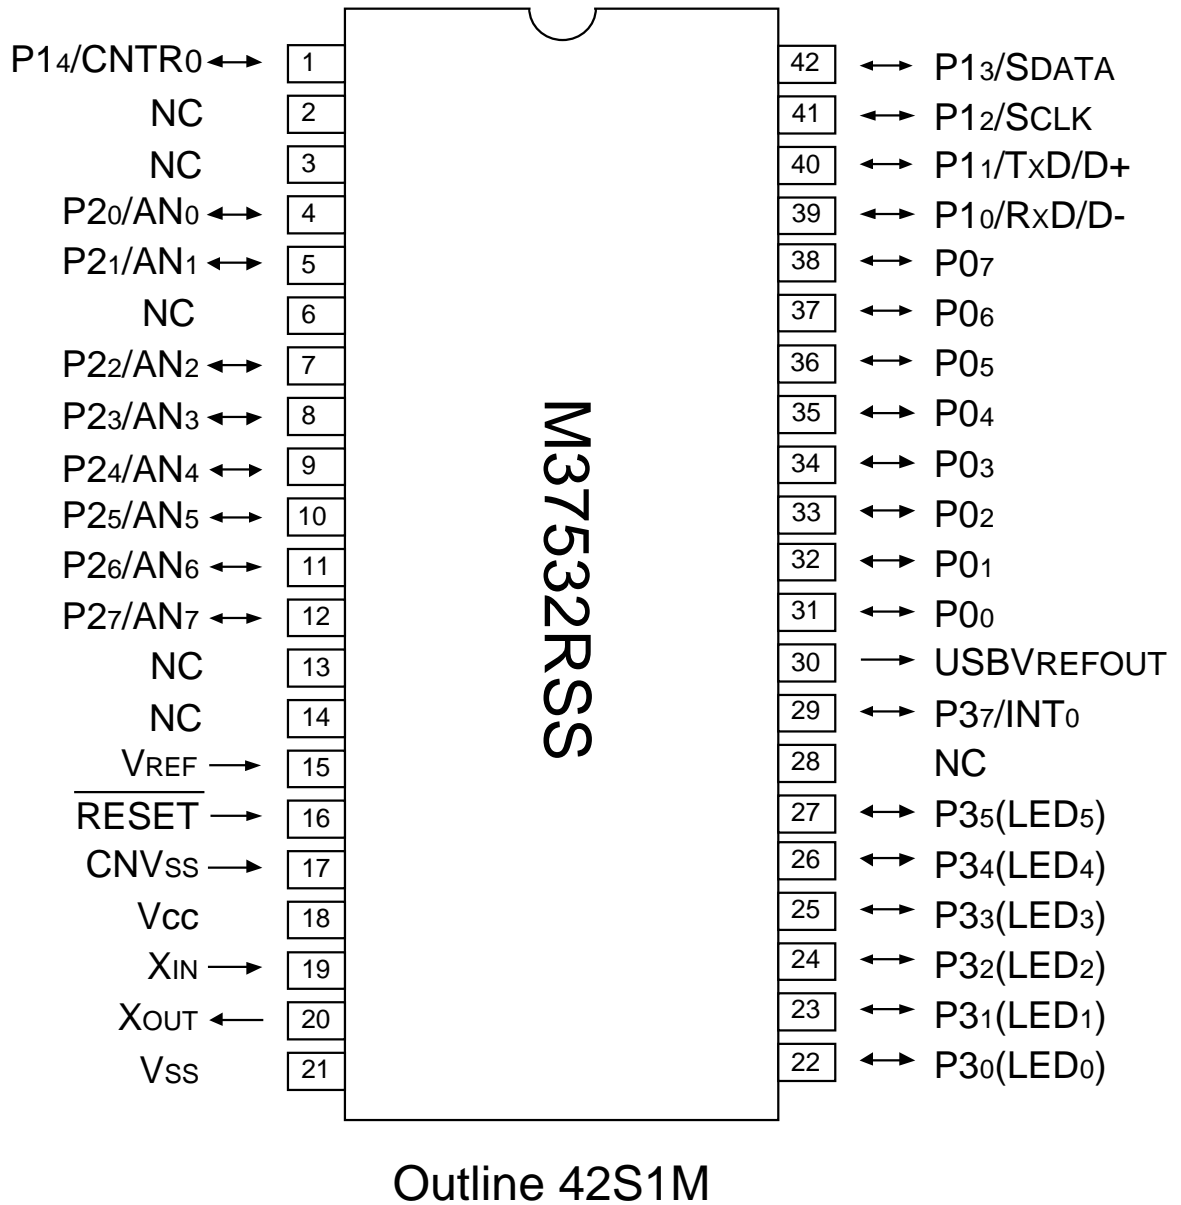 P14/CNTR0 1
NC 2
NC 3
P20/AN0 4
P21/AN1 5
NC 6
P22/AN2 7
P23/AN3 8
P24/AN4 9
P25/AN5 10
P26/AN6 11
P27/AN7 12
NC 13
NC 14
VREF 15
RESET 16
CNVSS 17
Vcc 18
XIN 19
XOUT 20
VSS 21
M37532RSS
42 P13/SDATA
41 P12/SCLK
40 P11/TxD/D+
39 P10/RxD/D-
38 P07
37 P06
36 P05
35 P04
34 P03
33 P02
32 P01
31 P00
30 USBVREFOUT
29 P37/INT0
28 NC
27 P35(LED5)
26 P34(LED4)
25 P33(LED3)
24 P32(LED2)
23 P31(LED1)
22 P30(LED0)
Outline 42S1M